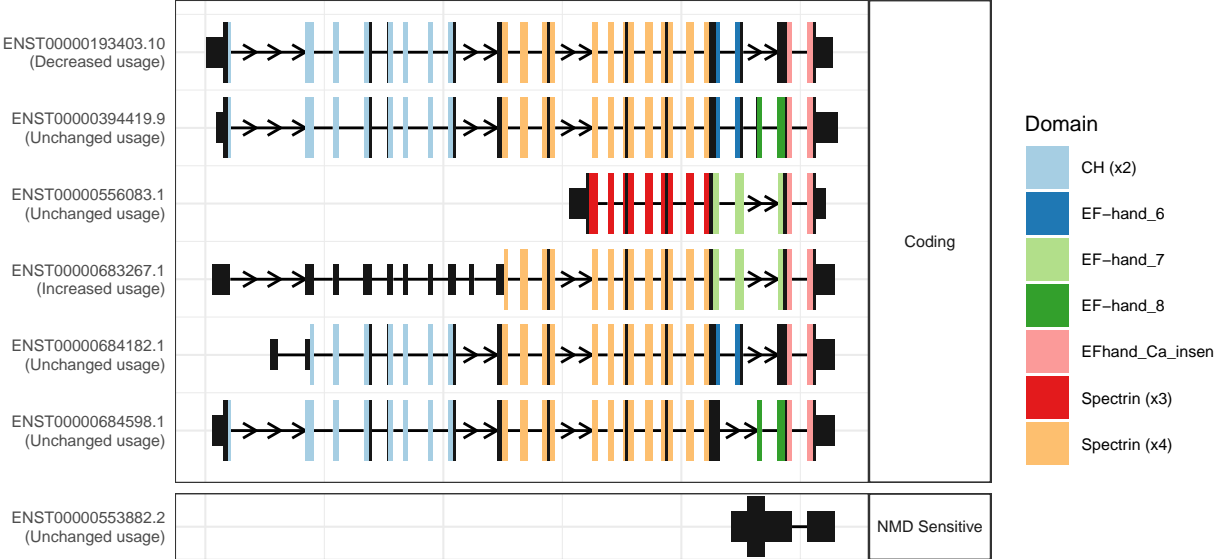 ENST00000193403.10
(Decreased usage)
ENST00000394419.9
(Unchanged usage)
ENST00000556083.1
(Unchanged usage)
ENST00000683267.1
(Increased usage)
ENST00000684182.1
(Unchanged usage)
ENST00000684598.1
(Unchanged usage)
Coding
ENST00000553882.2
(Unchanged usage)
NMD Sensitive
Domain
CH (x2)
EF−hand_6
EF−hand_7
EF−hand_8
EFhand_Ca_insen
Spectrin (x3)
Spectrin (x4)